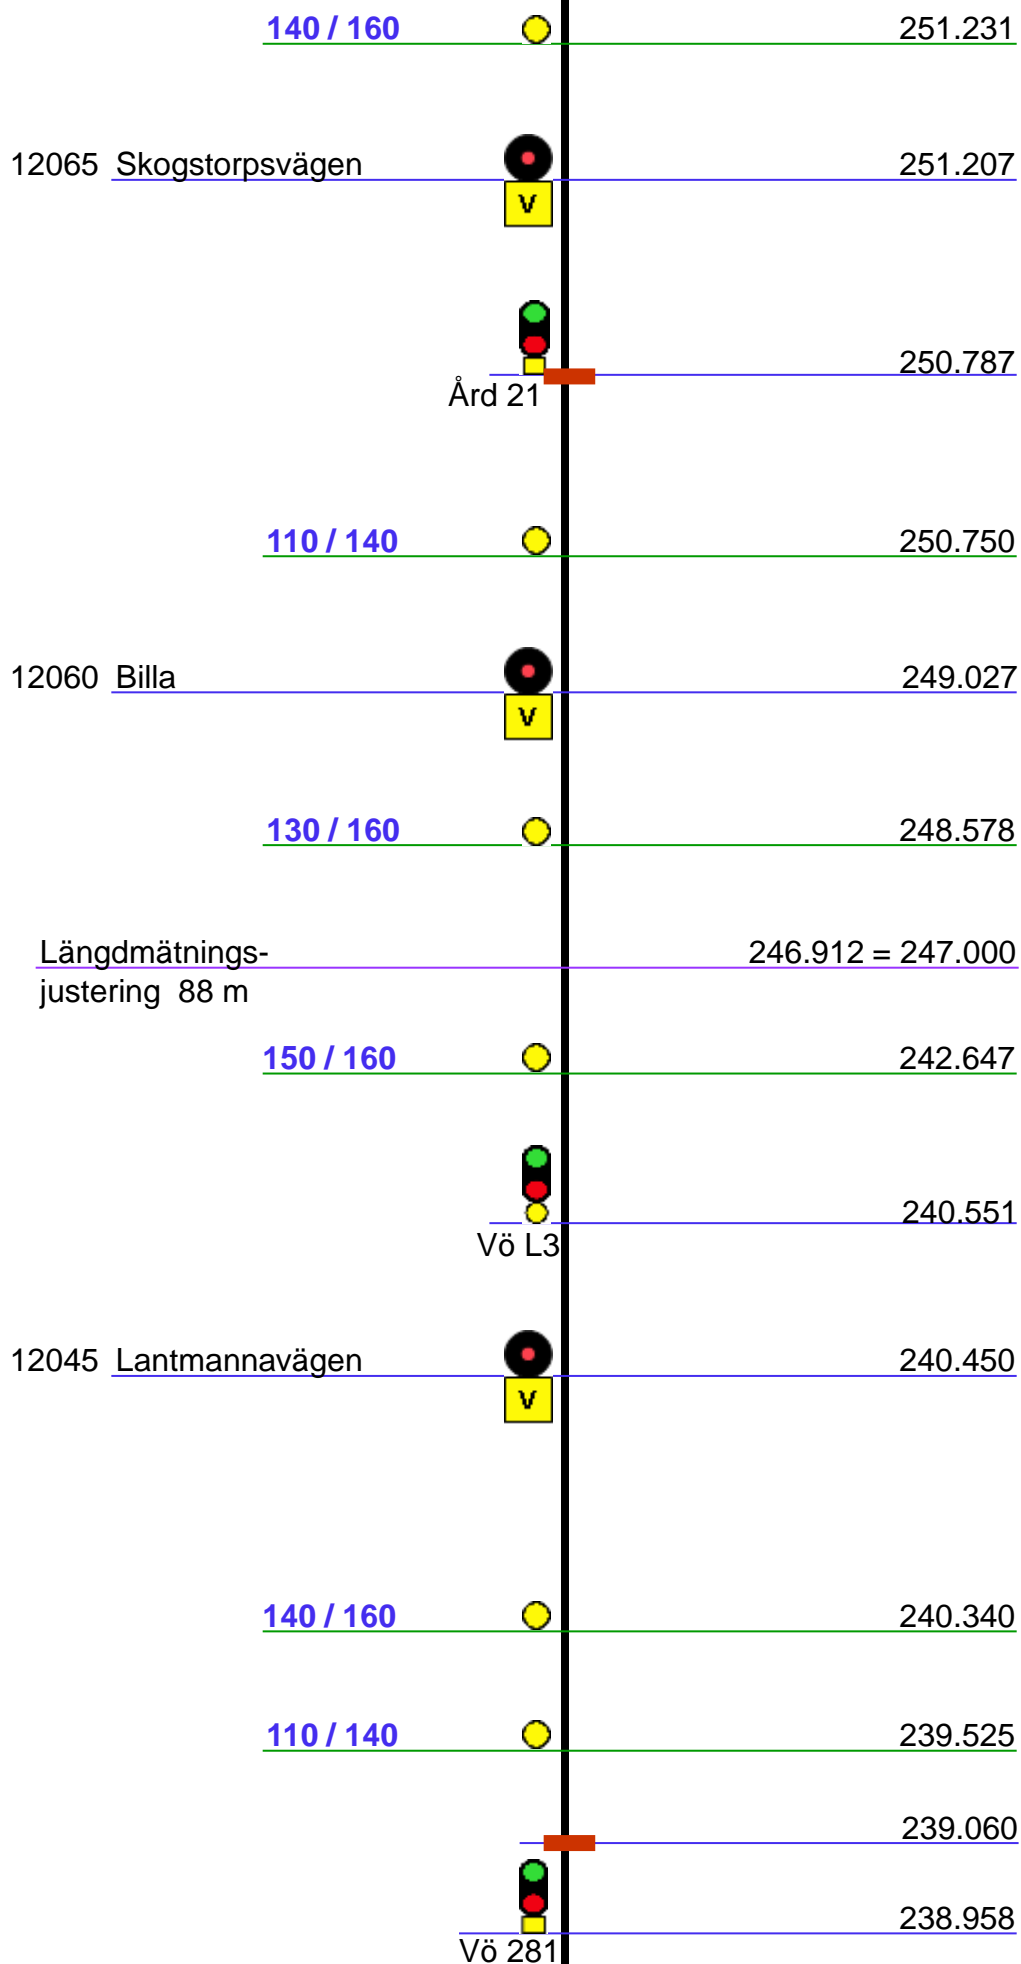 140 / 160 251.231
12065 Skogstorpsvägen 251.207
V
250.787
Ård 21
110 / 140 250.750
12060 Billa 249.027
V
130 / 160 248.578
Längdmätnings- 246.912 = 247.000
justering 88 m
150 / 160 242.647
240.551
Vö L3
12045 Lantmannavägen 240.450
V
140 / 160 240.340
110 / 140 239.525
239.060
238.958
Vö 281